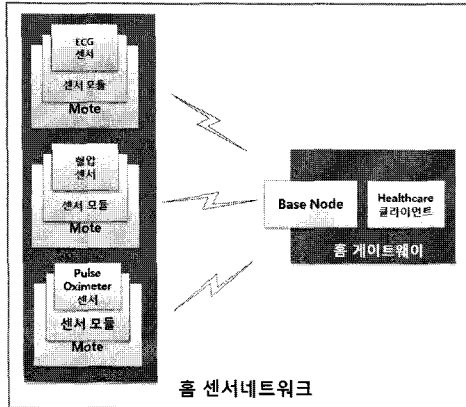 ECG
센서
센서 모듈
Mote
혈압
센서
센서 모듈
Mote
Pulse
Oximeter
센서
센서 모듈
Mote
Base Node
Healthcare
클라이언트
홈 게이트웨이
홈 센서네트워크